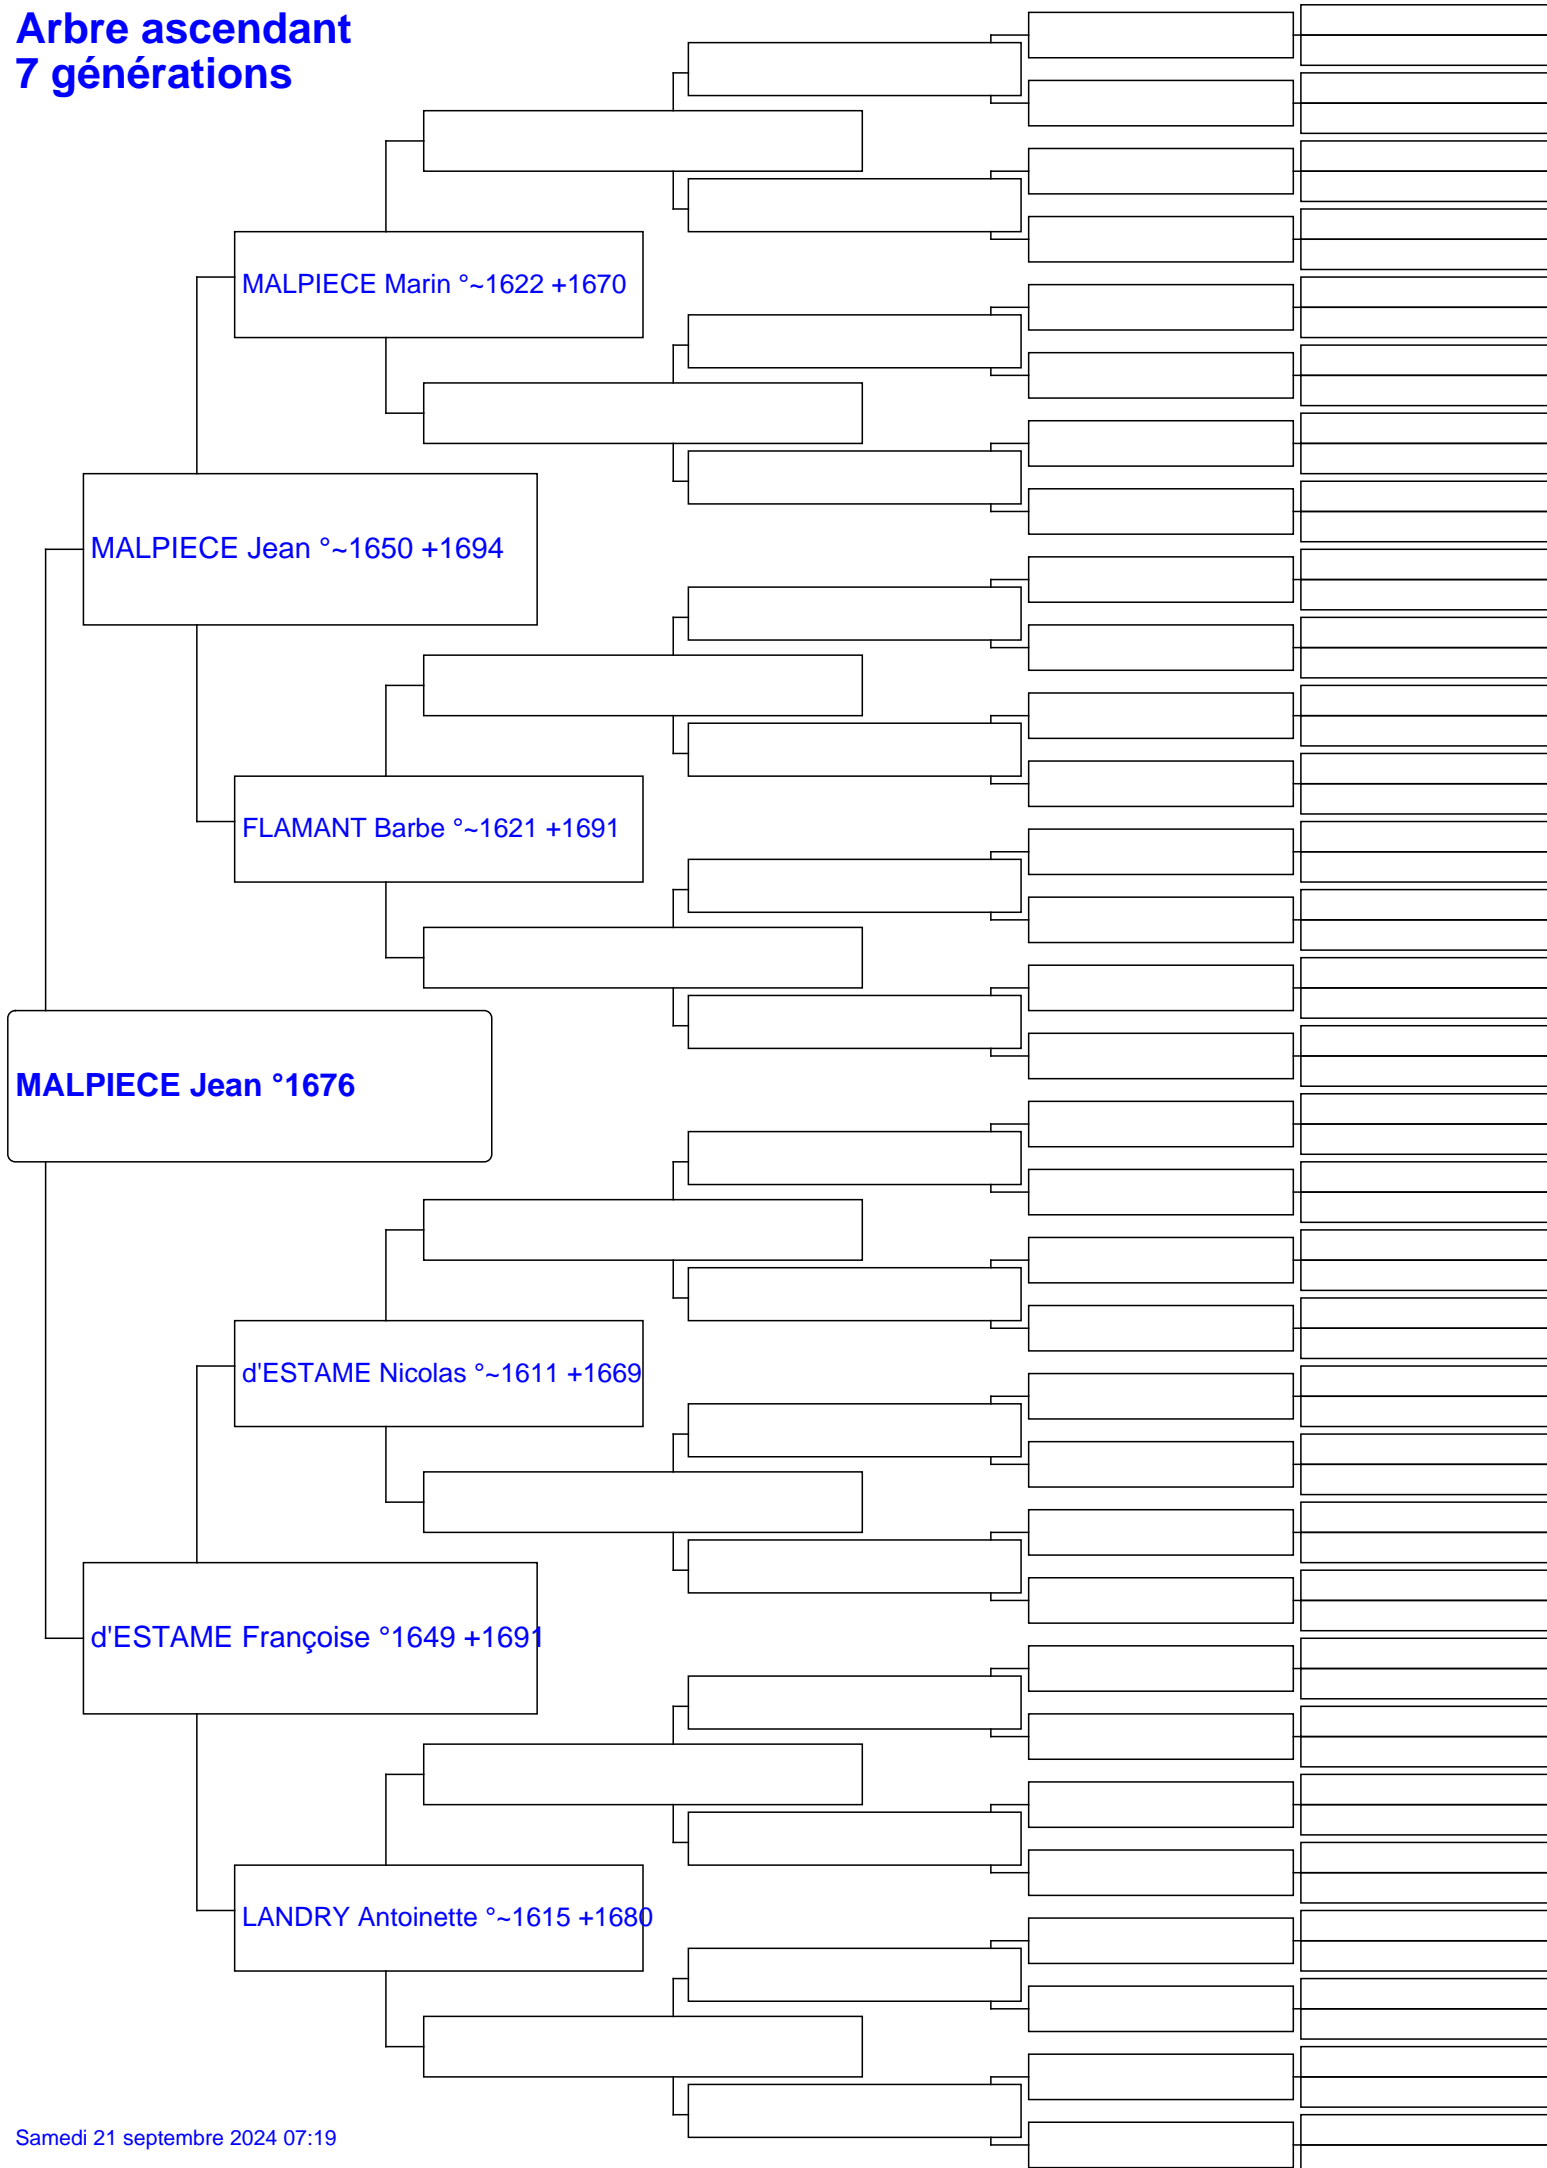 Arbre ascendant
7 générations
MALPIECE Marin °~1622 +1670
MALPIECE Jean °~1650 +1694
FLAMANT Barbe °~1621 +1691
MALPIECE Jean °1676
d'ESTAME Nicolas °~1611 +1669
d'ESTAME Françoise °1649 +1691
LANDRY Antoinette °~1615 +1680
Samedi 21 septembre 2024 07:19